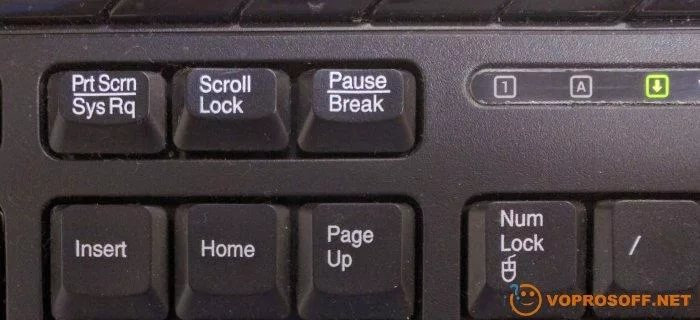 Prt Scrn
Sys Rq
Scroll
Lock
Pause
Break
1
A
Insert
Home
Page
Up
Num
Lock
/
VOPROSOFF.NET